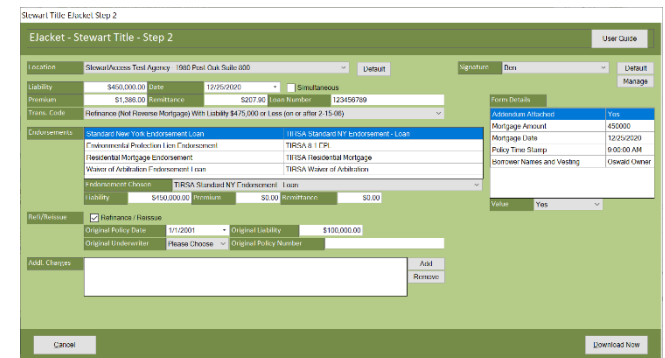 Stewart Title EJacket Step 2
EJacket - Stewart Title - Step 2
User Guide
Location StewartAccess Test Agency - 1980 Post Oak Suite 800 Default
Signature Ben Default
Manage
Liability $450,000.00 Date 12/25/2020 Simultaneous
Premium $1,386.00 Remittance $207.90 Loan Number 123456789
Trans. Code Refinance (Not Reverse Mortgage) With Liability $475,000 or Less (on or after 2-15-06)
Form Details
Addendum Attached Yes
Mortgage Amount 450000
Mortgage Date 12/25/2020
Policy Time Stamp 9:00:00 AM
Borrower Names and Vesting Oswald Owner
Value Yes
Endorsements
Standard New York Endorsement Loan TIRSA Standard NY Endorsement - Loan
Environmental Protection Lien Endorsement TIRSA 8.1 EPL
Residential Mortgage Endorsement TIRSA Residential Mortgage
Waiver of Arbitration Endorsement Loan TIRSA Waiver of Arbitration
Endorsement Chosen TIRSA Standard NY Endorsement Loan
Liability $450,000.00 Premium $0.00 Remittance $0.00
Refi/Reissue Refinance / Reissue
Original Policy Date 1/1/2001 Original Liability $100,000.00
Original Underwriter Please Choose Original Policy Number
Addl. Charges Add
Remove
Cancel
Download Now